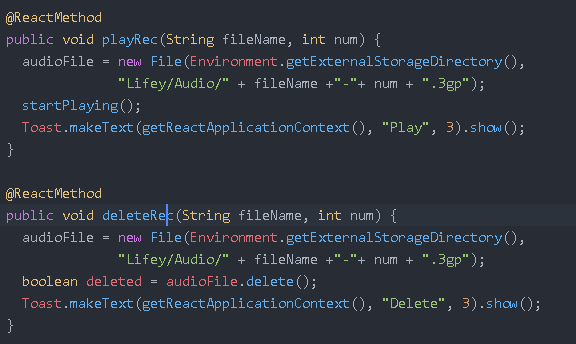 @ReactMethod
public void playRec(String fileName, int num) {
  audioFile = new File(Environment.getExternalStorageDirectory(),
              "Lifey/Audio/" + fileName +"-"+ num + ".3gp");
  startPlaying();
  Toast.makeText(getReactApplicationContext(), "Play", 3).show();
}

@ReactMethod
public void deleteRec(String fileName, int num) {
  audioFile = new File(Environment.getExternalStorageDirectory(),
              "Lifey/Audio/" + fileName +"-"+ num + ".3gp");
  boolean deleted = audioFile.delete();
  Toast.makeText(getReactApplicationContext(), "Delete", 3).show();
}